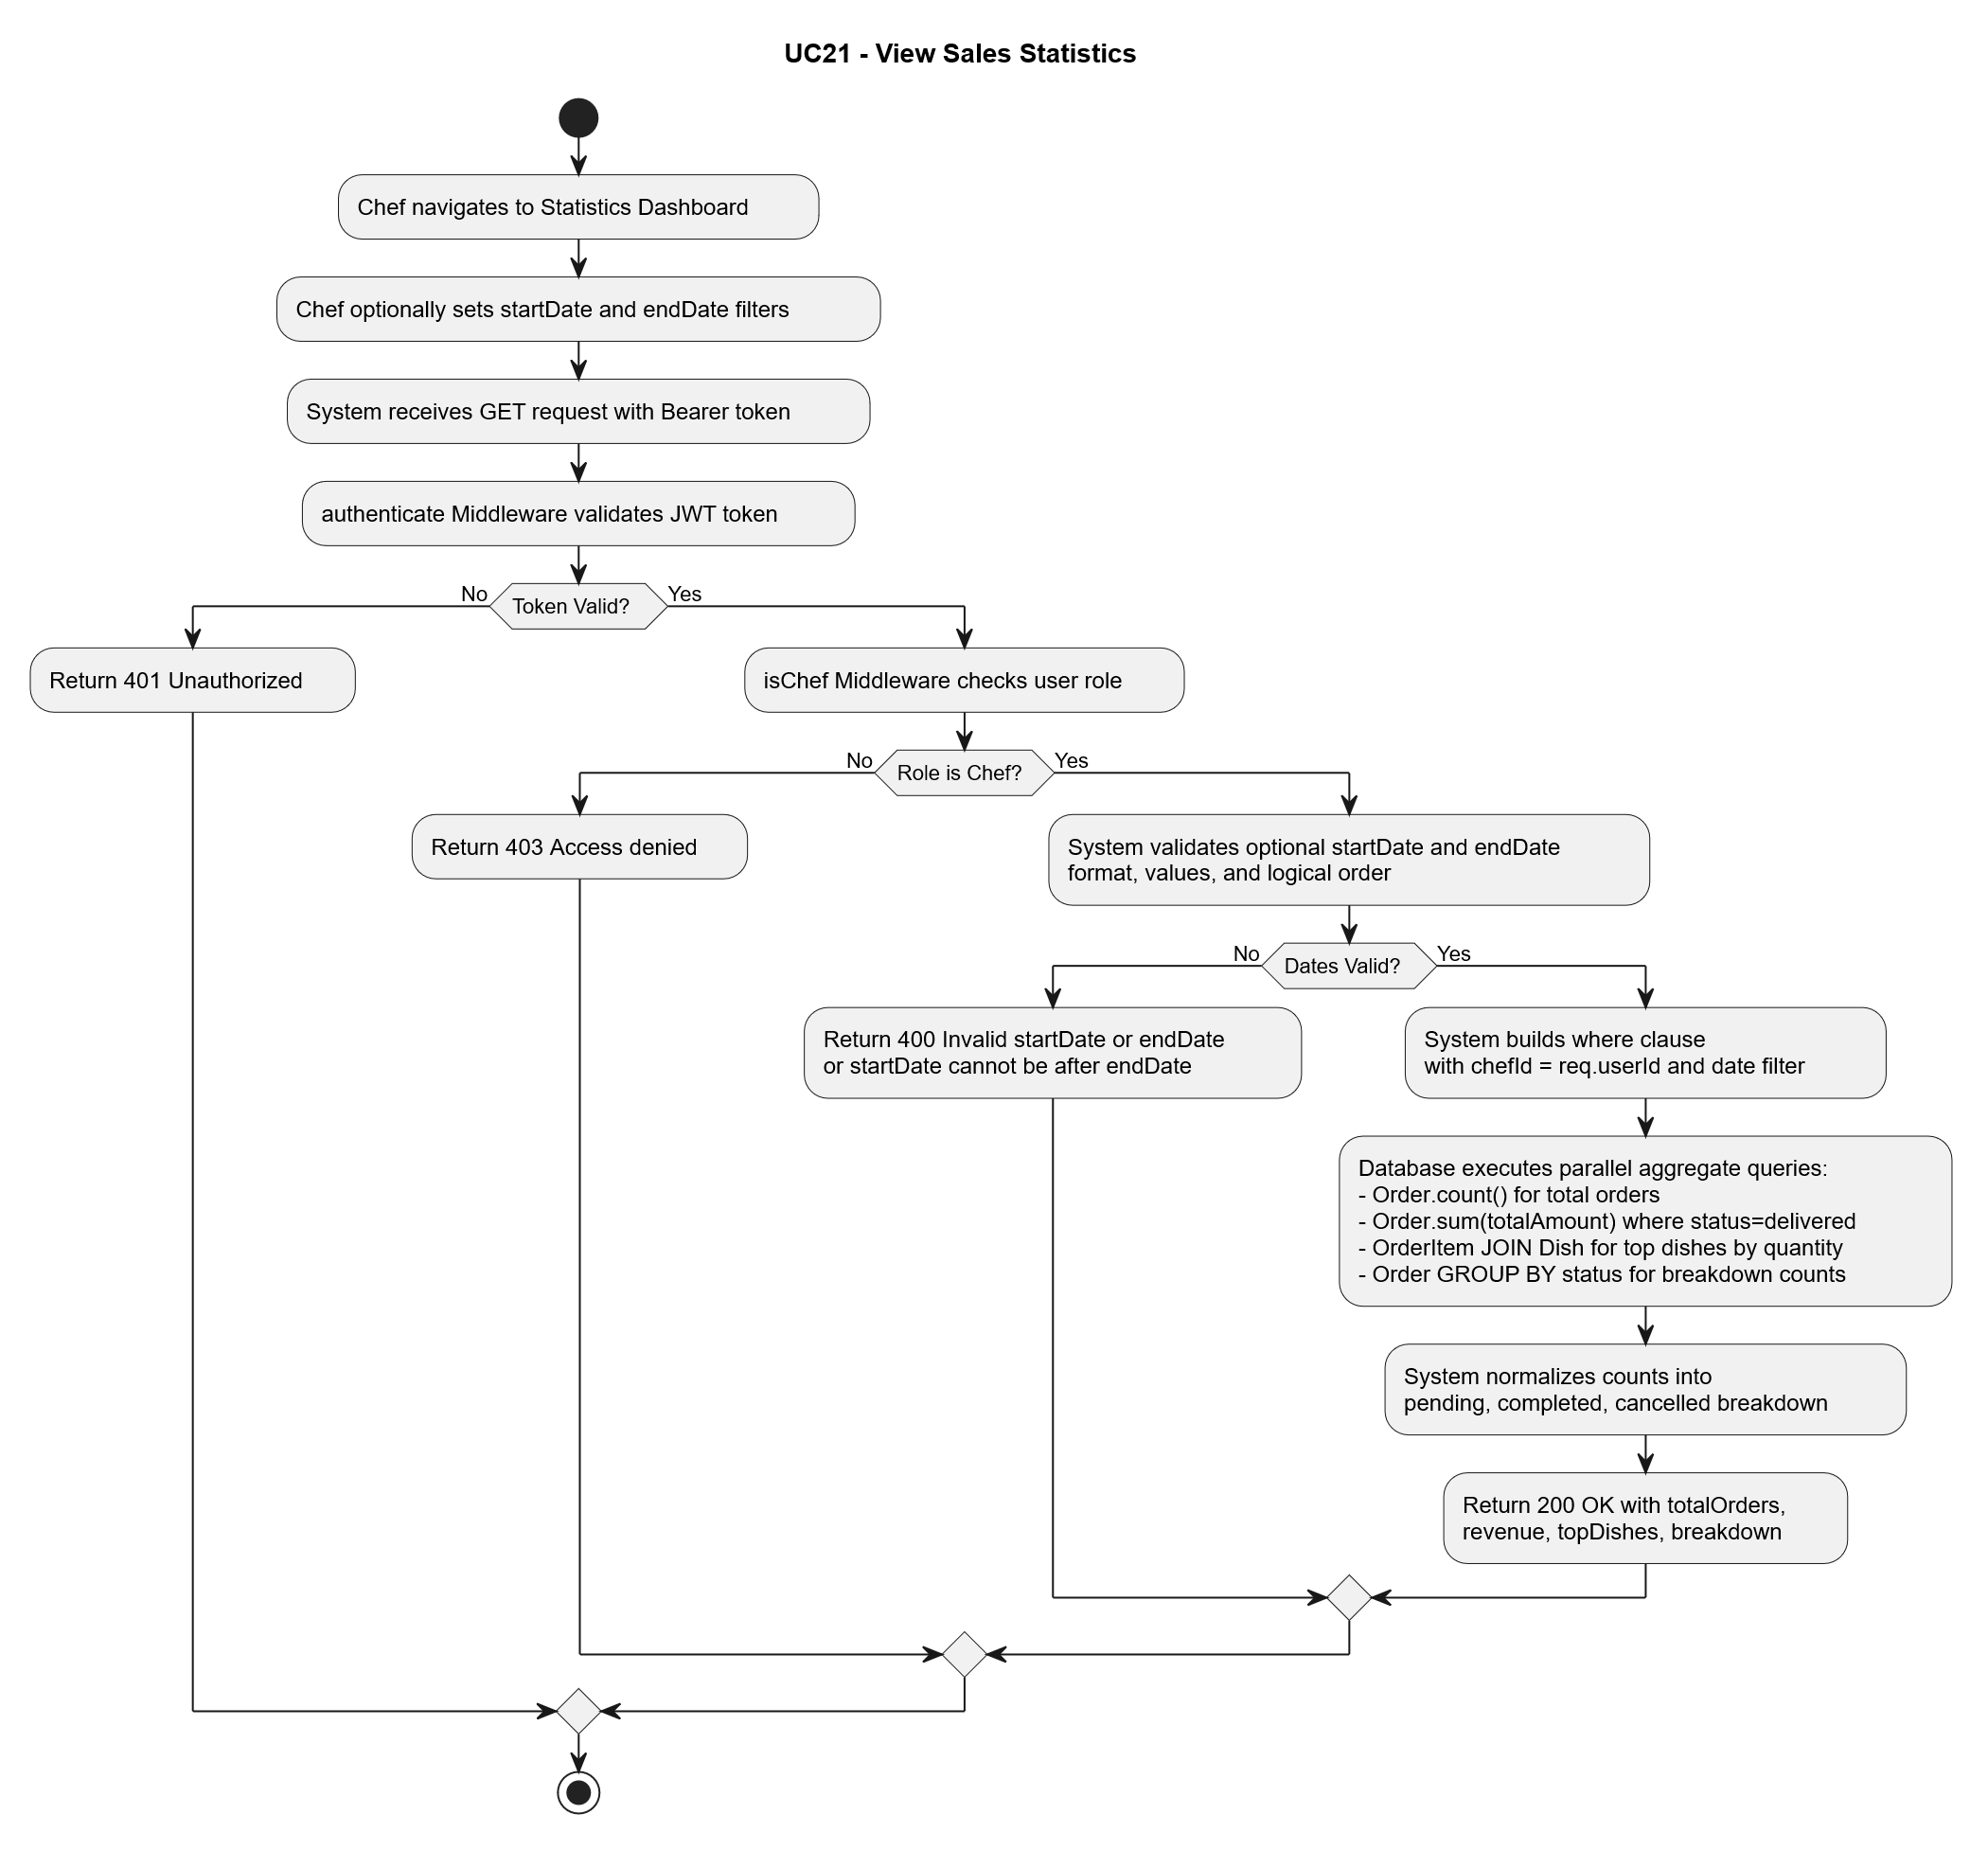 UC21 - View Sales Statistics
Chef navigates to Statistics Dashboard
Chef optionally sets startDate and endDate filters
System receives GET request with Bearer token
authenticate Middleware validates JWT token
No
Token Valid?
Yes
Return 401 Unauthorized
isChef Middleware checks user role
No
Role is Chef?
Yes
Return 403 Access denied
System validates optional startDate and endDate
format, values, and logical order
No
Dates Valid?
Yes
Return 400 Invalid startDate or endDate
or startDate cannot be after endDate
System builds where clause
with chefId = req.userId and date filter
Database executes parallel aggregate queries:
- Order.count() for total orders
- Order.sum(totalAmount) where status=delivered
- OrderItem JOIN Dish for top dishes by quantity
- Order GROUP BY status for breakdown counts
System normalizes counts into
pending, completed, cancelled breakdown
Return 200 OK with totalOrders,
revenue, topDishes, breakdown